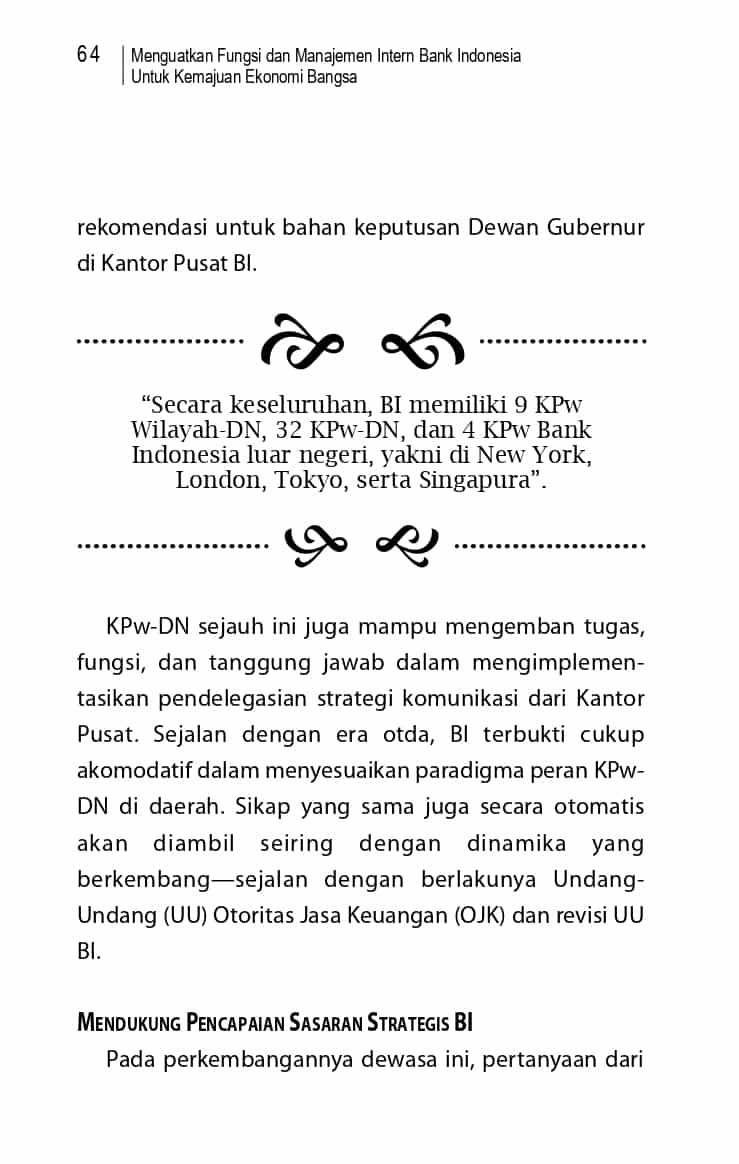 64
Menguatkan Fungsi dan Manajemen Intern Bank Indonesia
Untuk Kemajuan Ekonomi Bangsa
rekomendasi untuk bahan keputusan Dewan Gubernur
di Kantor Pusat BI.
“Secara keseluruhan, BI memiliki 9 KPw
Wilayah-DN, 32 KPw-DN, dan 4 KPw Bank
Indonesia luar negeri, yakni di New York,
London, Tokyo, serta Singapura”.
KPw-DN sejauh ini juga mampu mengemban tugas,
fungsi, dan tanggung jawab dalam mengimplemen-
tasikan pendelegasian strategi komunikasi dari Kantor
Pusat. Sejalan dengan era otda, BI terbukti cukup
akomodatif dalam menyesuaikan paradigma peran KPw-
DN di daerah. Sikap yang sama juga secara otomatis
akan diambil seiring dengan dinamika yang
berkembang—sejalan dengan berlakunya Undang-
Undang (UU) Otoritas Jasa Keuangan (OJK) dan revisi UU
BI.
MENDUKUNG PENCAPAIAN SASARAN STRATEGIS BI
Pada perkembangannya dewasa ini, pertanyaan dari